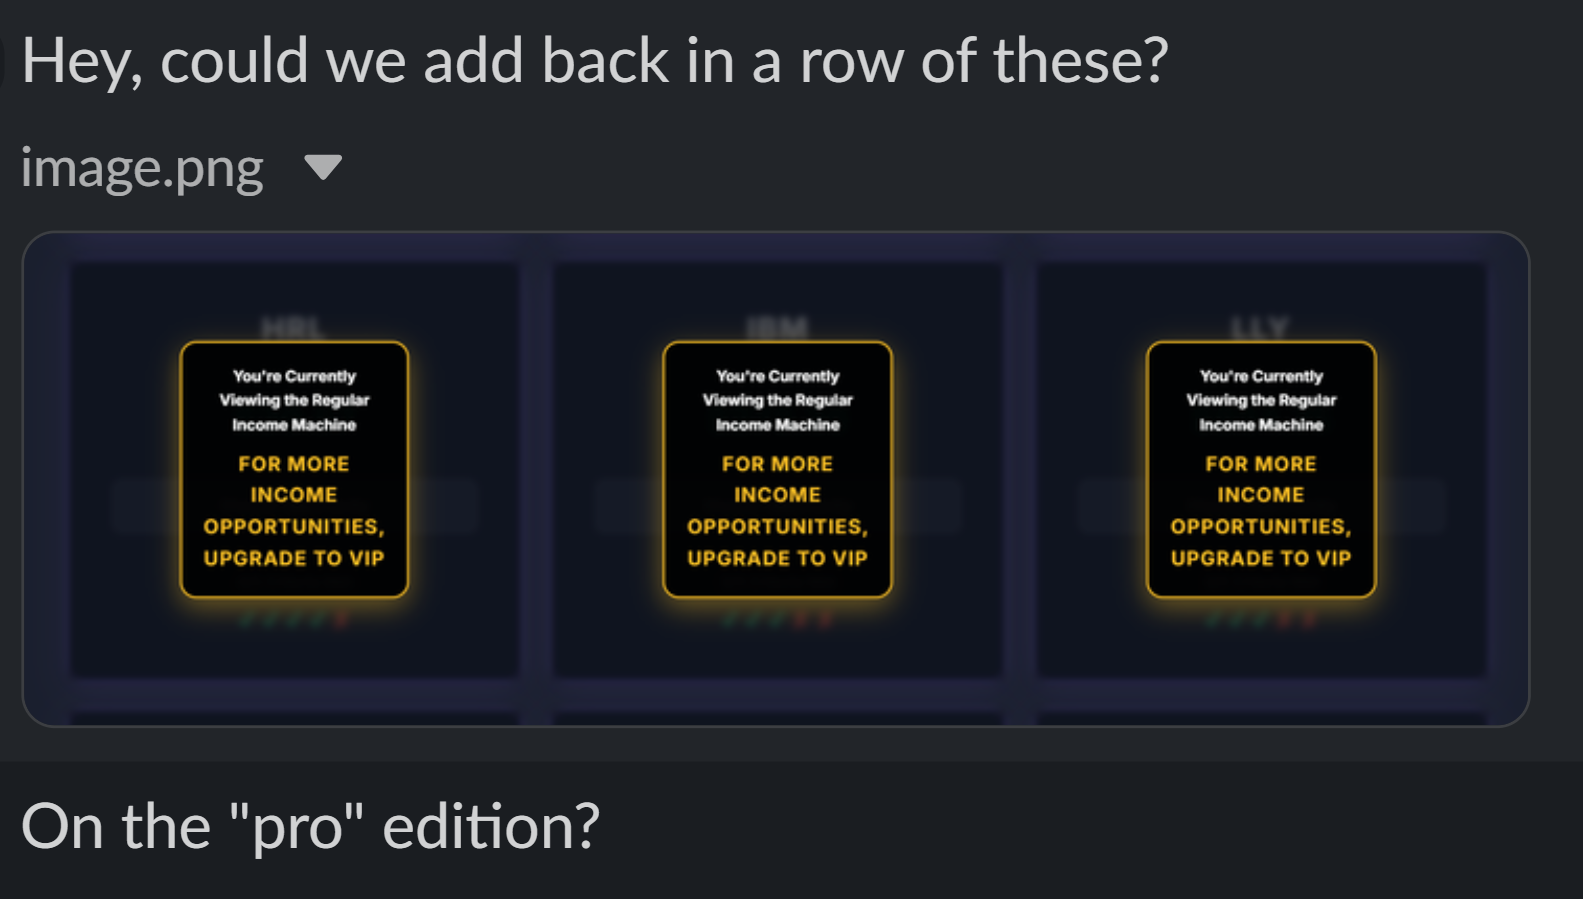 Hey, could we add back in a row of these?
image.png
HRL IBM LLY
You're Currently
Viewing the Regular
Income Machine
FOR MORE
INCOME
OPPORTUNITIES,
UPGRADE TO VIP
You're Currently
Viewing the Regular
Income Machine
FOR MORE
INCOME
OPPORTUNITIES,
UPGRADE TO VIP
You're Currently
Viewing the Regular
Income Machine
FOR MORE
INCOME
OPPORTUNITIES,
UPGRADE TO VIP
On the "pro" edition?